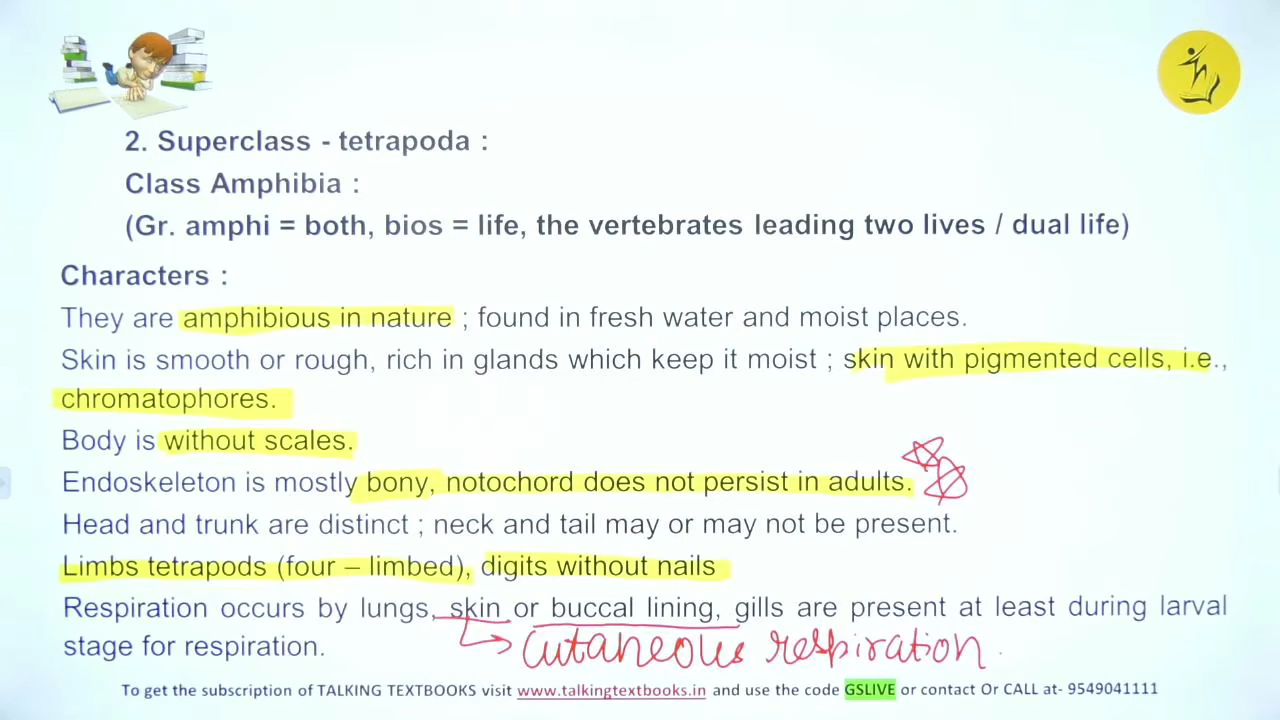 2. Superclass - tetrapoda :
Class Amphibia :
(Gr. amphi = both, bios = life, the vertebrates leading two lives / dual life)
Characters :
They are amphibious in nature ; found in fresh water and moist places.
Skin is smooth or rough, rich in glands which keep it moist ; skin with pigmented cells, i.e.,
chromatophores.
Body is without scales.
Endoskeleton is mostly bony, notochord does not persist in adults.
Head and trunk are distinct ; neck and tail may or may not be present.
Limbs tetrapods (four – limbed), digits without nails
Respiration occurs by lungs, skin or buccal lining, gills are present at least during larval
stage for respiration.
Cutaneous respiration
To get the subscription of TALKING TEXTBOOKS visit www.talkingtextbooks.in and use the code GSLIVE or contact Or CALL at- 9549041111